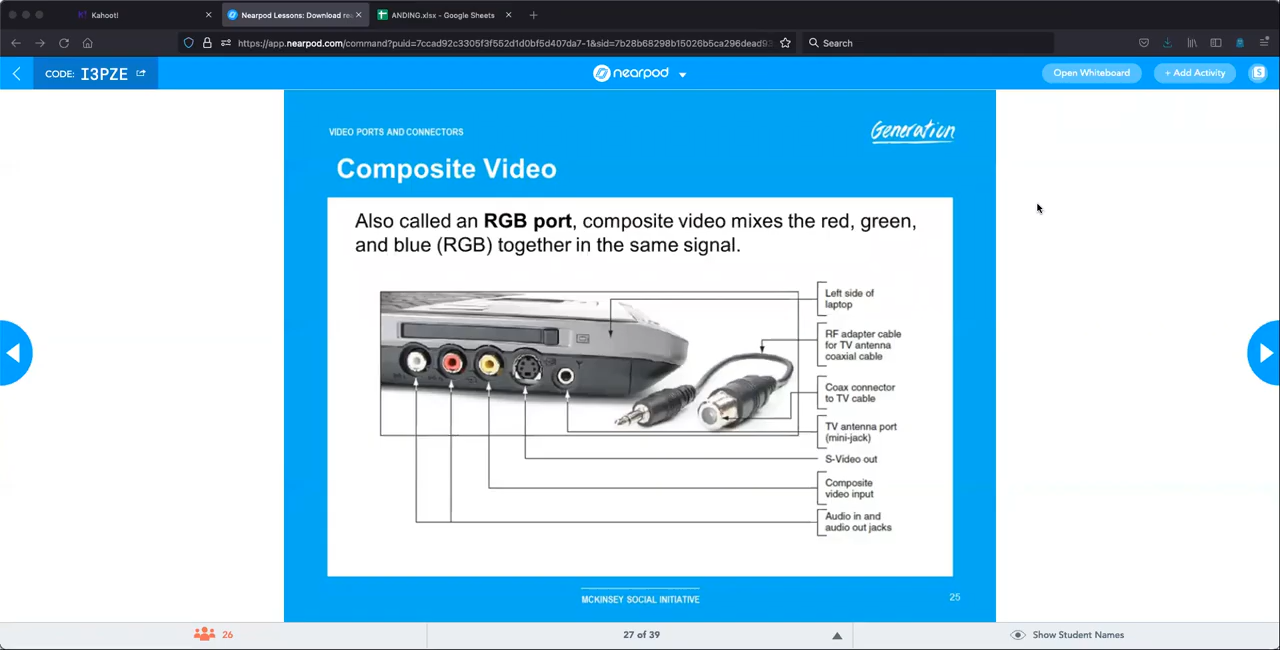 Kahoot!
Nearpod Lessons: Download re
ANDING.xlsx - Google Sheets
https://app.nearpod.com/command?puid=7ccad92c3305f3f552d1d0bf5d407da7-1&sid=7b28b68298b15026b5ca296dead93
Search
CODE: I3PZE
nearpod
Open Whiteboard
+ Add Activity
VIDEO PORTS AND CONNECTORS
Generation
Composite Video
Also called an RGB port, composite video mixes the red, green,
and blue (RGB) together in the same signal.
Left side of
laptop
RF adapter cable
for TV antenna
coaxial cable
Coax connector
to TV cable
TV antenna port
(mini-jack)
S-Video out
Composite
video input
Audio in and
audio out jacks
MCKINSEY SOCIAL INITIATIVE
25
26
27 of 39
Show Student Names